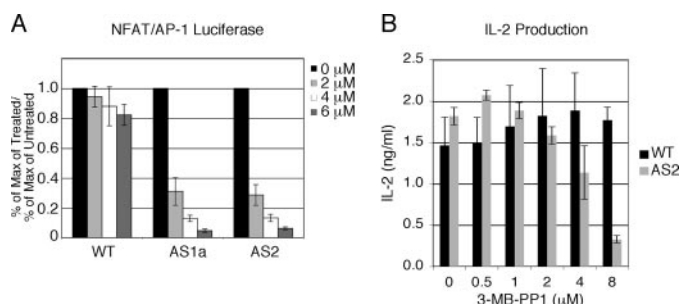 A
NFAT/AP-1 Luciferase
% of Max of Treated/
% of Max of Untreated
1.0
0.8
0.6
0.4
0.2
0
WT
AS1a
AS2
0 μM
2 μM
4 μM
6 μM
B
IL-2 Production
IL-2 (ng/ml)
2.5
2.0
1.5
1.0
0.5
0.0
0
0.5
1
2
4
8
3-MB-PP1 (μM)
WT
AS2